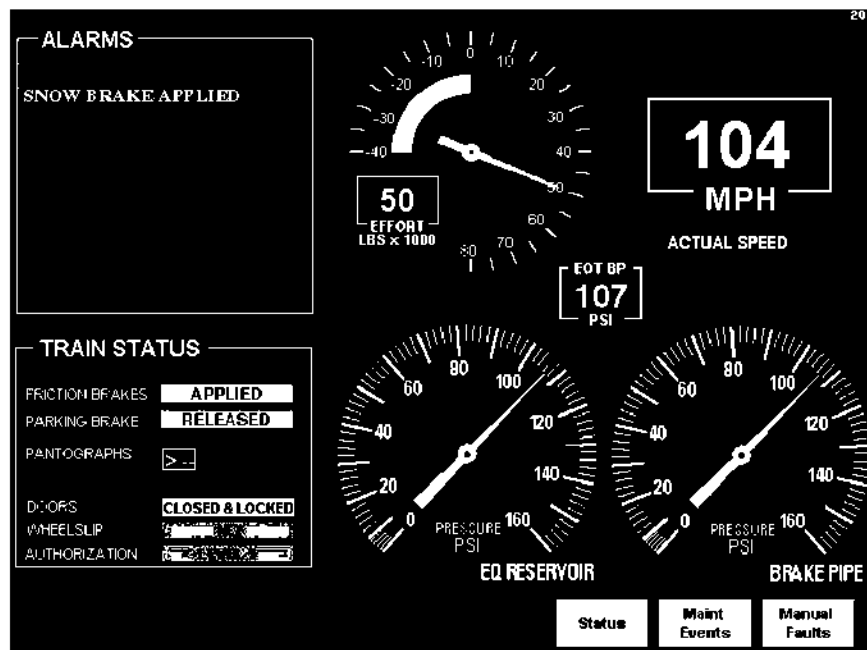 20
ALARMS
SNOW BRAKE APPLIED
-40
-30
-20
-10
0
10
20
30
40
50
60
70
80
50
EFFORT
LBS x 1000
104
MPH
ACTUAL SPEED
EOT BP
107
PSI
TRAIN STATUS
FRICTION BRAKES APPLIED
PARKING BRAKE RELEASED
PANTOGRAPHS >--
DOORS CLOSED & LOCKED
WHEELSLIP
AUTHORIZATION
0
20
40
60
80
100
120
140
160
PRESSURE
PSI
EQ RESERVOIR
0
20
40
60
80
100
120
140
160
PRESSURE
PSI
BRAKE PIPE
Status
Maint
Events
Manual
Faults